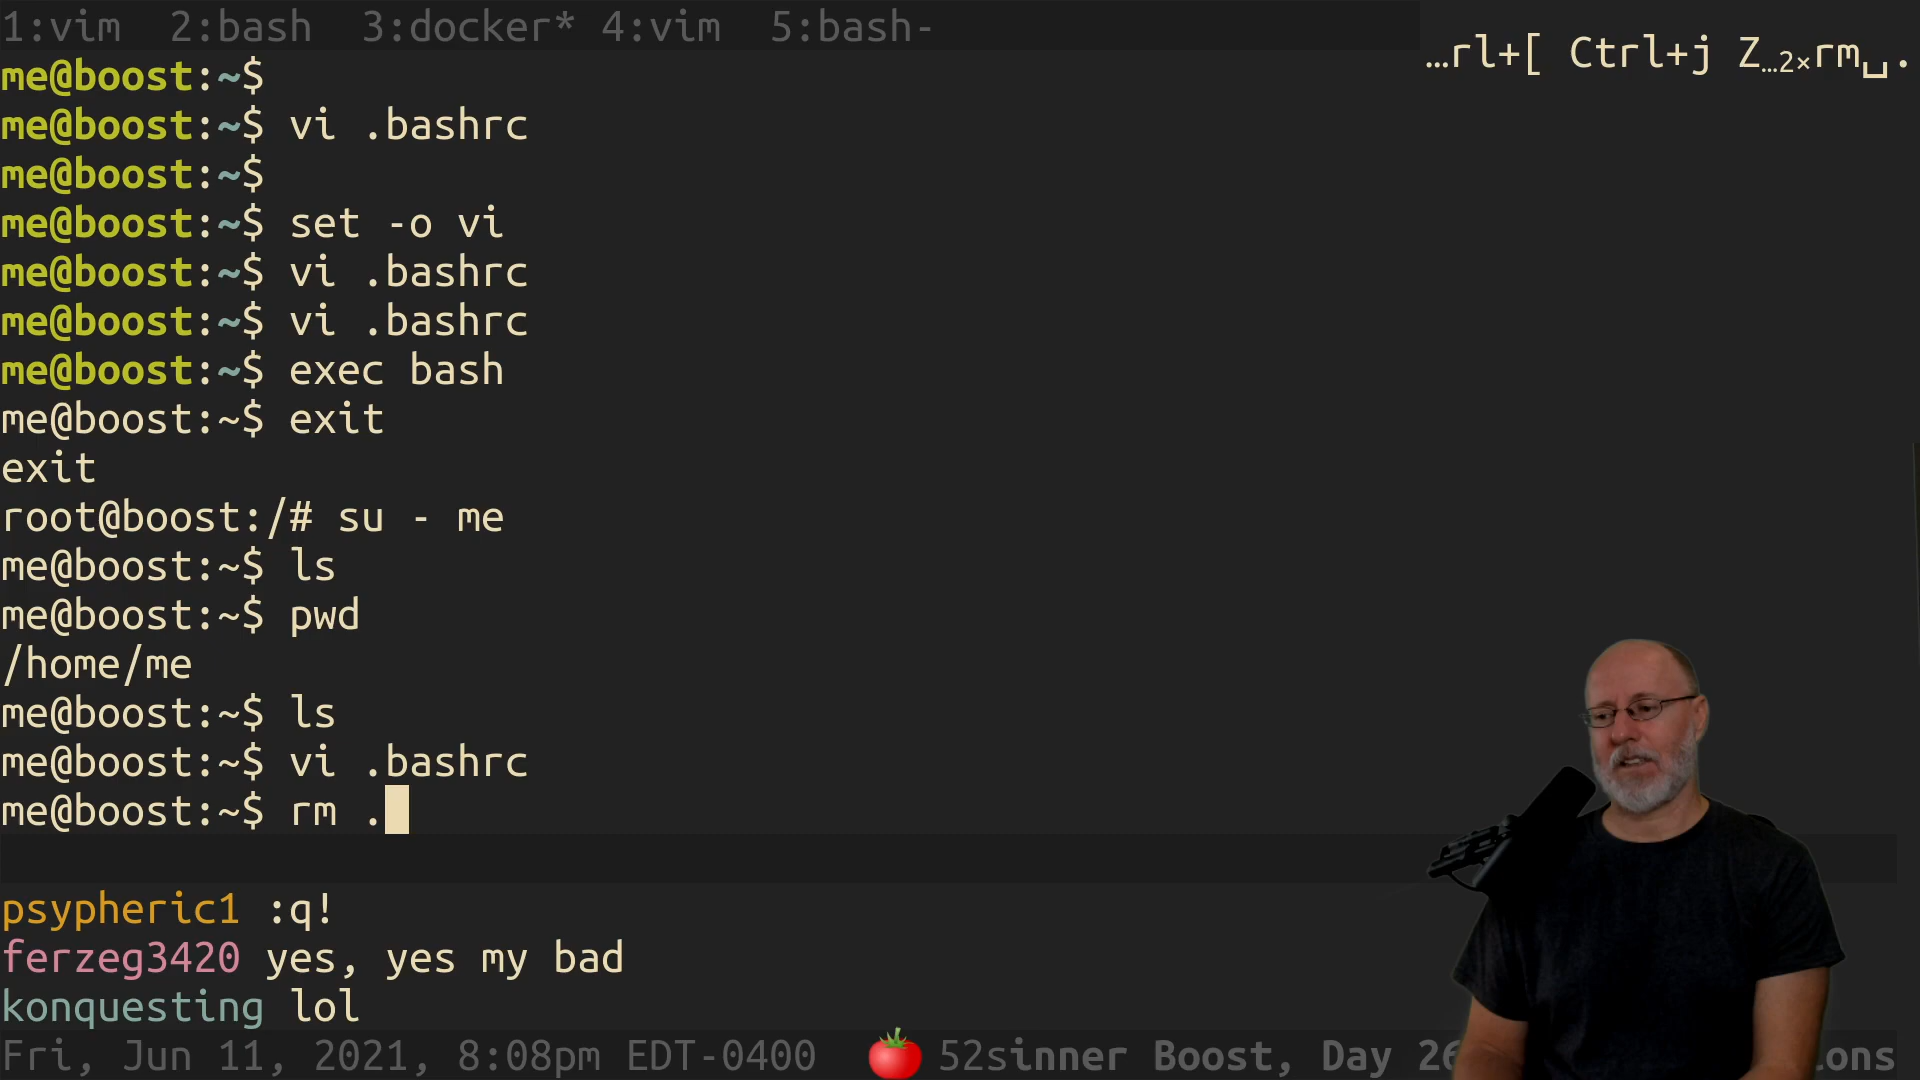 1:vim  2:bash  3:docker* 4:vim  5:bash-
…rl+[ Ctrl+j Z…2×rm␣.
me@boost:~$
me@boost:~$ vi .bashrc
me@boost:~$
me@boost:~$ set -o vi
me@boost:~$ vi .bashrc
me@boost:~$ vi .bashrc
me@boost:~$ exec bash
me@boost:~$ exit
exit
root@boost:/# su - me
me@boost:~$ ls
me@boost:~$ pwd
/home/me
me@boost:~$ ls
me@boost:~$ vi .bashrc
me@boost:~$ rm .
psypheric1 :q!
ferzeg3420 yes, yes my bad
konquesting lol
Fri, Jun 11, 2021, 8:08pm EDT-0400 🍅 52sinner Boost, Day 26